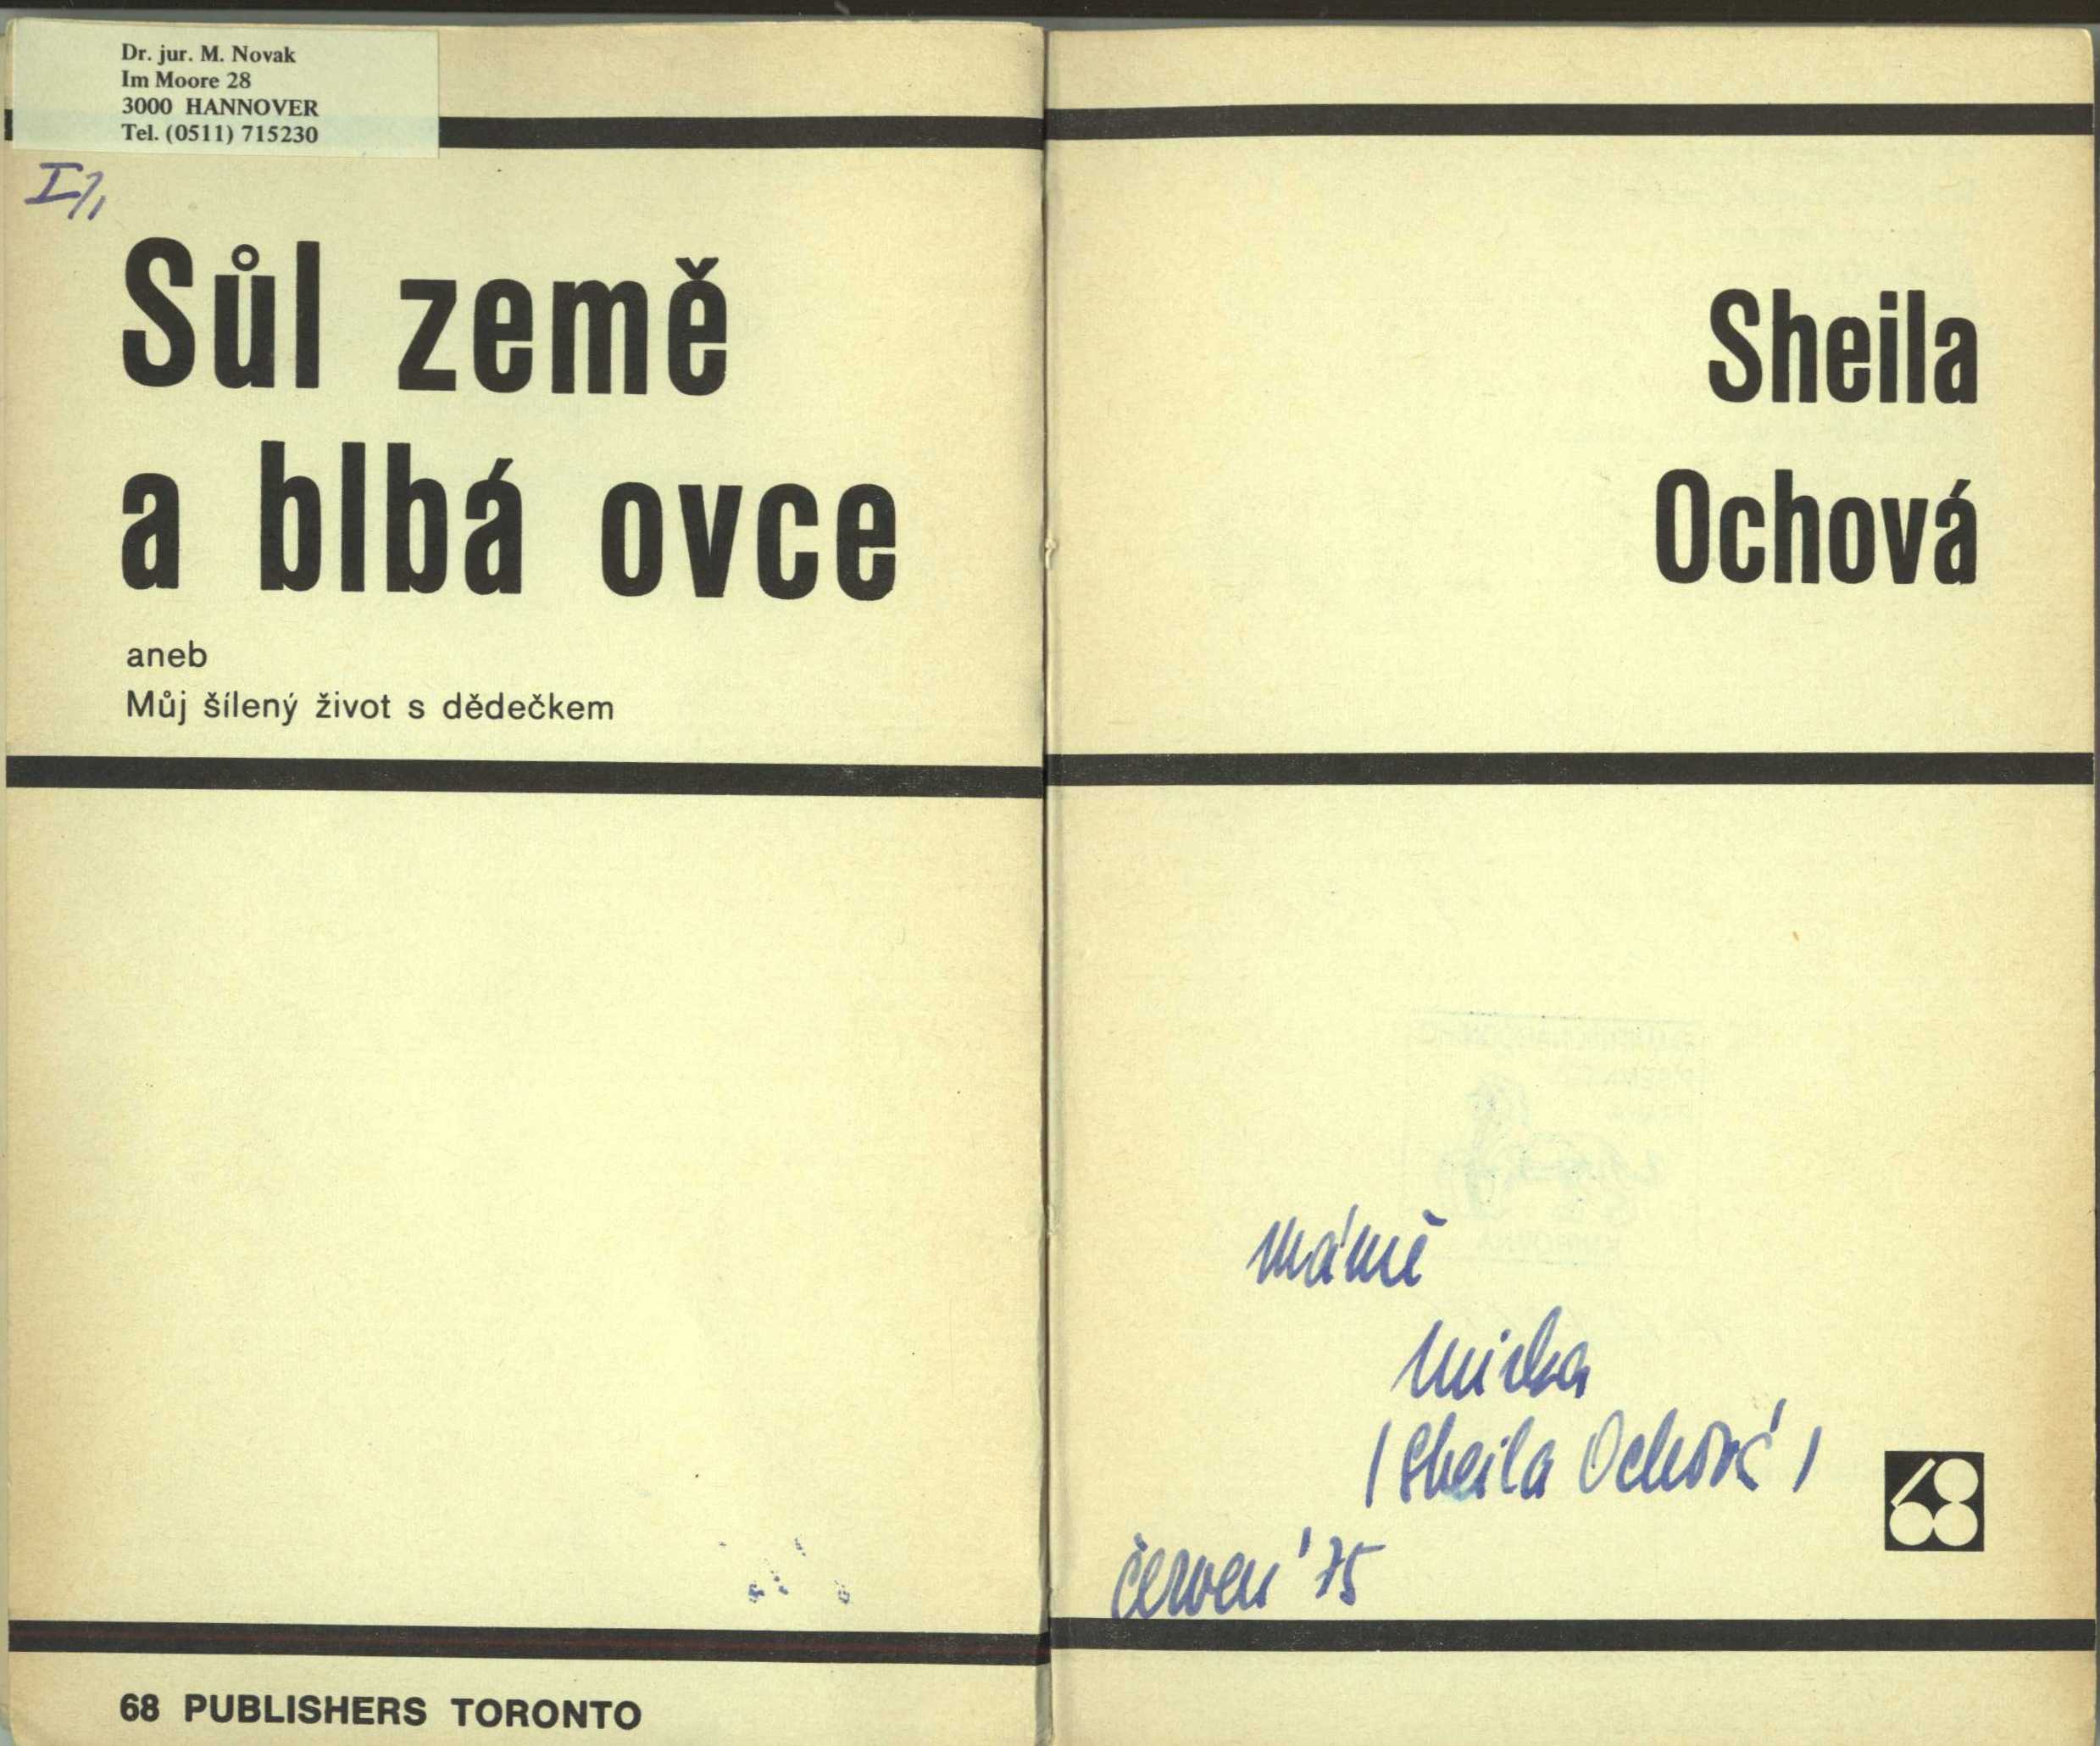 Dr. jur. M. Novak
Im Moore 28
3000 HANNOVER
Tel. (0511) 715230
Sůl země
a blbá ovce
aneb
Můj šílený život s dědečkem
68 PUBLISHERS TORONTO
Sheila
Ochová
mámě
(Sheila Ochová)
červen '75
68